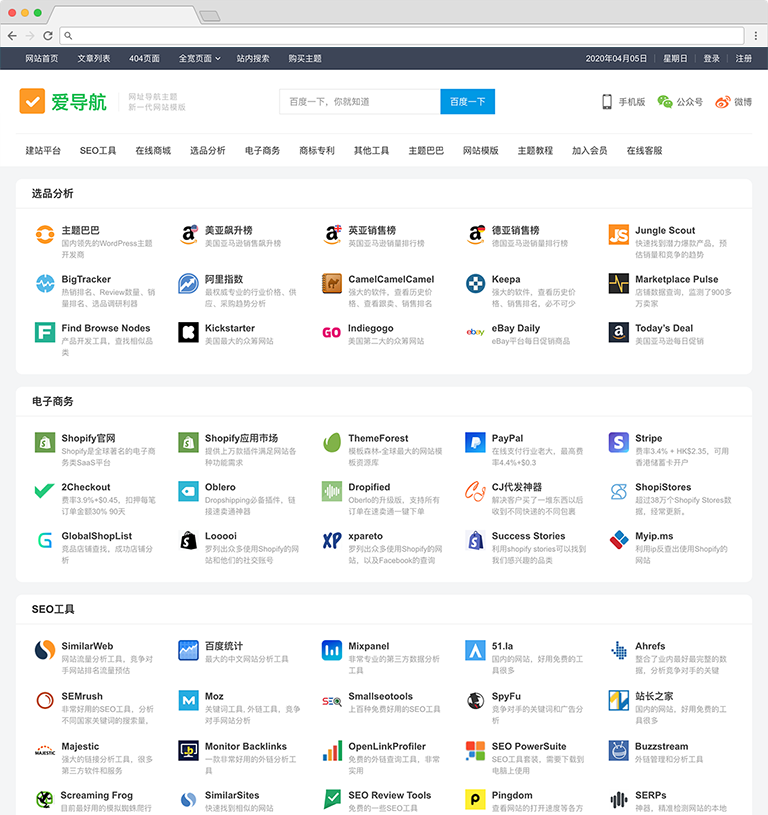 网站首页 文章列表 404页面 全宽页面 站内搜索 购买主题 2020年04月05日 星期日 登录 注册
爱导航 网址导航主题 新一代网站模版 百度一下，你就知道 百度一下 手机版 公众号 微博
建站平台 SEO工具 在线商城 选品分析 电子商务 商标专利 其他工具 主题巴巴 网站模版 主题教程 加入会员 在线客服
选品分析
主题巴巴 美亚飙升榜 英亚销售榜 德亚销售榜 Jungle Scout
国内领先的WordPress主题 美国亚马逊销售飙升榜 英国亚马逊销量排行榜 德国亚马逊销量排行榜 快速找到潜力爆款产品，预
开发商 估销量和竞争的趋势
BigTracker 阿里指数 CamelCamelCamel Keepa Marketplace Pulse
热销排名、Review数量、销 最权威专业的行业价格、供 强大的软件，查看历史价 强大的软件，查看历史价 店铺数据查询，监测了900多
量排名、选品调研利器 应、采购趋势分析 格，查看跟卖、销售排名 格，销售排名，必不可少 万卖家
Find Browse Nodes Kickstarter GO Indiegogo ebay eBay Daily Today's Deal
产品开发工具，查找相似品 美国最大的众筹网站 美国第二大的众筹网站 eBay平台每日促销商品 美国亚马逊每日促销
类
电子商务
Shopify官网 Shopify应用市场 ThemeForest PayPal Stripe
Shopify是全球著名的电子商 提供上万款插件满足网站各 模板森林-全球最大的网站模 在线支付行业老大，最高费 费率3.4% + HK$2.35，可用
务类SaaS平台 种功能需求 板资源库 率4.4%+$0.3 香港储蓄卡开户
2Checkout Oblero Dropified CJ代发神器 ShopiStores
费率3.9%+$0.45，扣押每笔 Dropshipping必备插件，链 Oberlo的升级版，支持所有 解决客户买了一堆东西以后 超过38万个Shopify Stores数
订单金额30% 90天 接速卖通神器 订单在速卖通一键下单 收到不同快递的不同包裹 据，经常更新。
GlobalShopList Looooi XP xpareto Success Stories Myip.ms
竞品店铺查找，成功店铺分 罗列出众多使用Shopify的网 罗列出众多使用Shopify的网 利用shopify stories可以找到 利用ip反查出使用Shopify的
析 站和他们的社交账号 站，以及Facebook的查询 我们感兴趣的品类 网站
SEO工具
SimilarWeb 百度统计 Mixpanel 51.la Ahrefs
网站流量分析工具，竞争对 最大的中文网站分析工具 非常专业的第三方数据分析 国内的网站，好用免费的工 整合了业内最好最完整的数
手网站排名流量预估 工具 具很多 据，分析竞争对手的关键
SEMrush Moz SEO Smallseotools SpyFu 站长之家
非常好用的SEO工具，分析 关键词工具，外链工具，竞争 上百种免费好用的SEO工具 竞争对手的关键词和广告分 国内的网站，好用免费的工
不同国家关键词的搜索量， 对手网站分析 析 具很多
MAJESTIC Majestic Monitor Backlinks OpenLinkProfiler SEO PowerSuite Buzzstream
强大的链接分析工具，很多 一款非常好用的外链分析工 免费的外链查询工具，非常 SEO工具套装，需要下载到 外链管理和分析工具
第三方软件和服务 具 实用 电脑上使用
Screaming Frog SimilarSites SEO Review Tools Pingdom SERPs
目前最好用的模拟蜘蛛爬行 快速找到相似的网站 免费的一些SEO工具 查看网站的打开速度等各方 神器，精准检测网站的本地